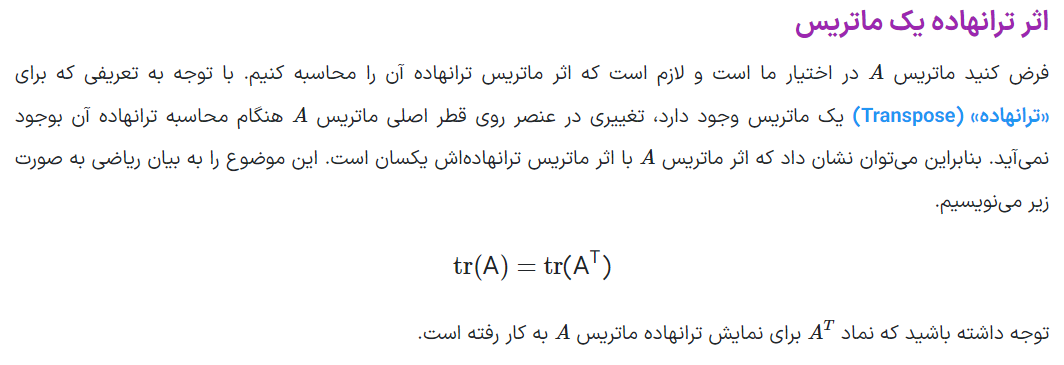 اثر ترانهاده یک ماتریس
فرض کنید ماتریس A در اختیار ما است و لازم است که اثر ماتریس ترانهاده آن را محاسبه کنیم. با توجه به تعریفی که برای
«ترانهاده» (Transpose) یک ماتریس وجود دارد، تغییری در عنصر روی قطر اصلی ماتریس A هنگام محاسبه ترانهاده آن بوجود
نمی‌آید. بنابراین می‌توان نشان داد که اثر ماتریس A با اثر ماتریس ترانهاده‌اش یکسان است. این موضوع را به بیان ریاضی به صورت
زیر می‌نویسیم.
tr(A) = tr(Aᵀ)
توجه داشته باشید که نماد Aᵀ برای نمایش ترانهاده ماتریس A به کار رفته است.